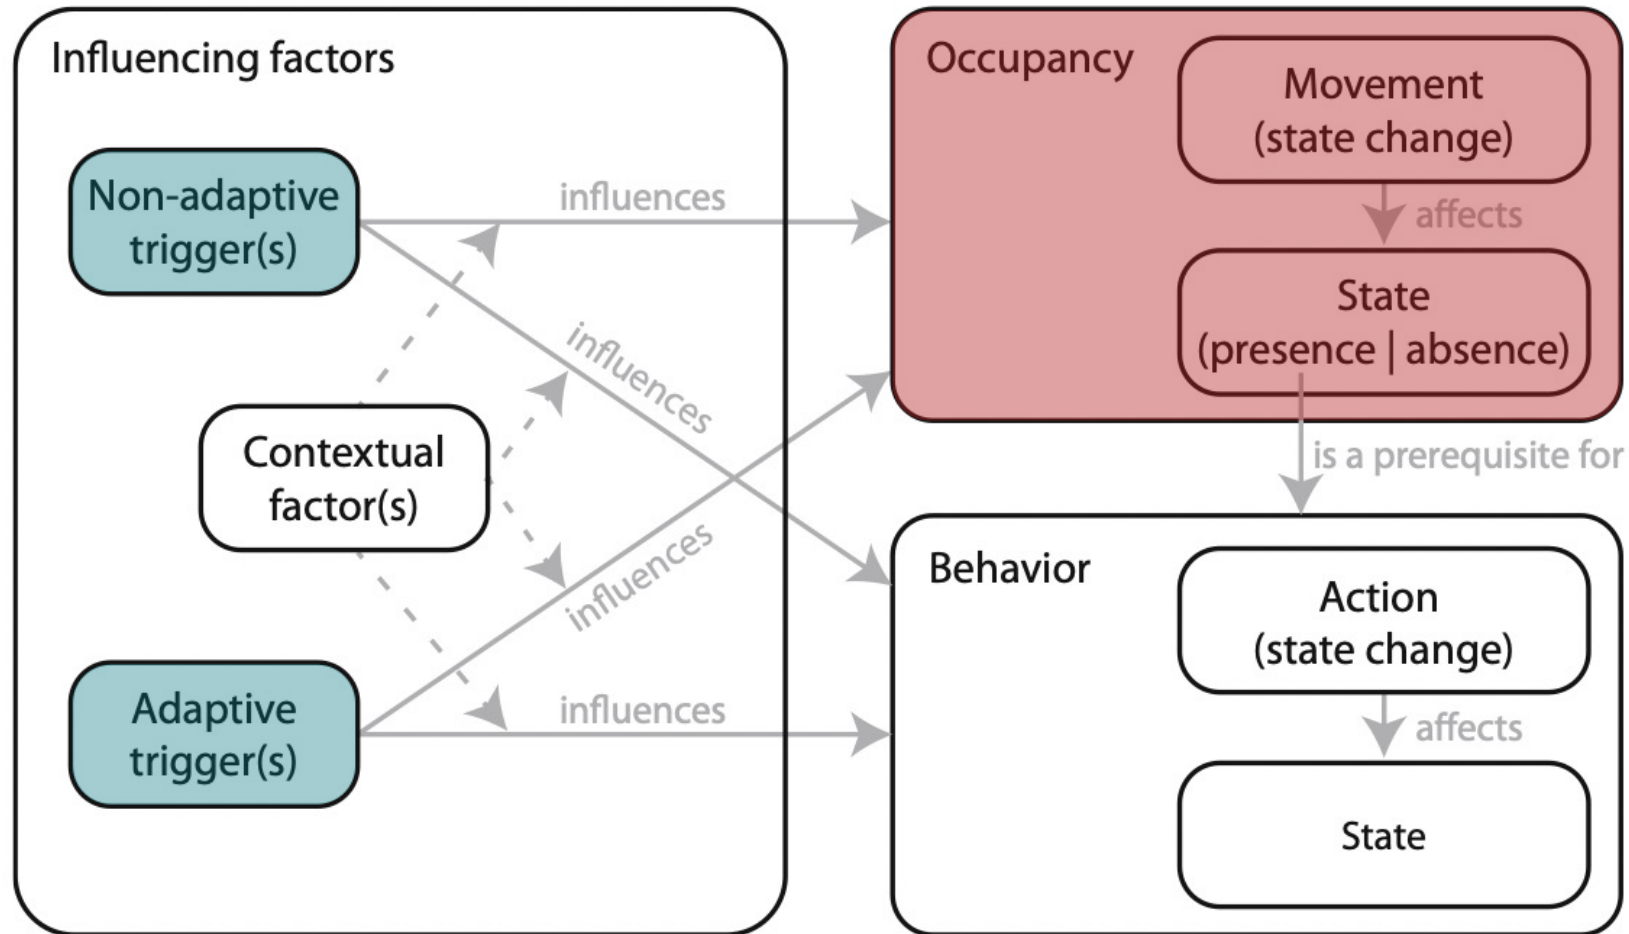 Influencing factors
Non-adaptive
trigger(s)
Contextual
factor(s)
Adaptive
trigger(s)
influences
influences
influences
influences
Occupancy
Movement
(state change)
affects
State
(presence | absence)
is a prerequisite for
Behavior
Action
(state change)
affects
State